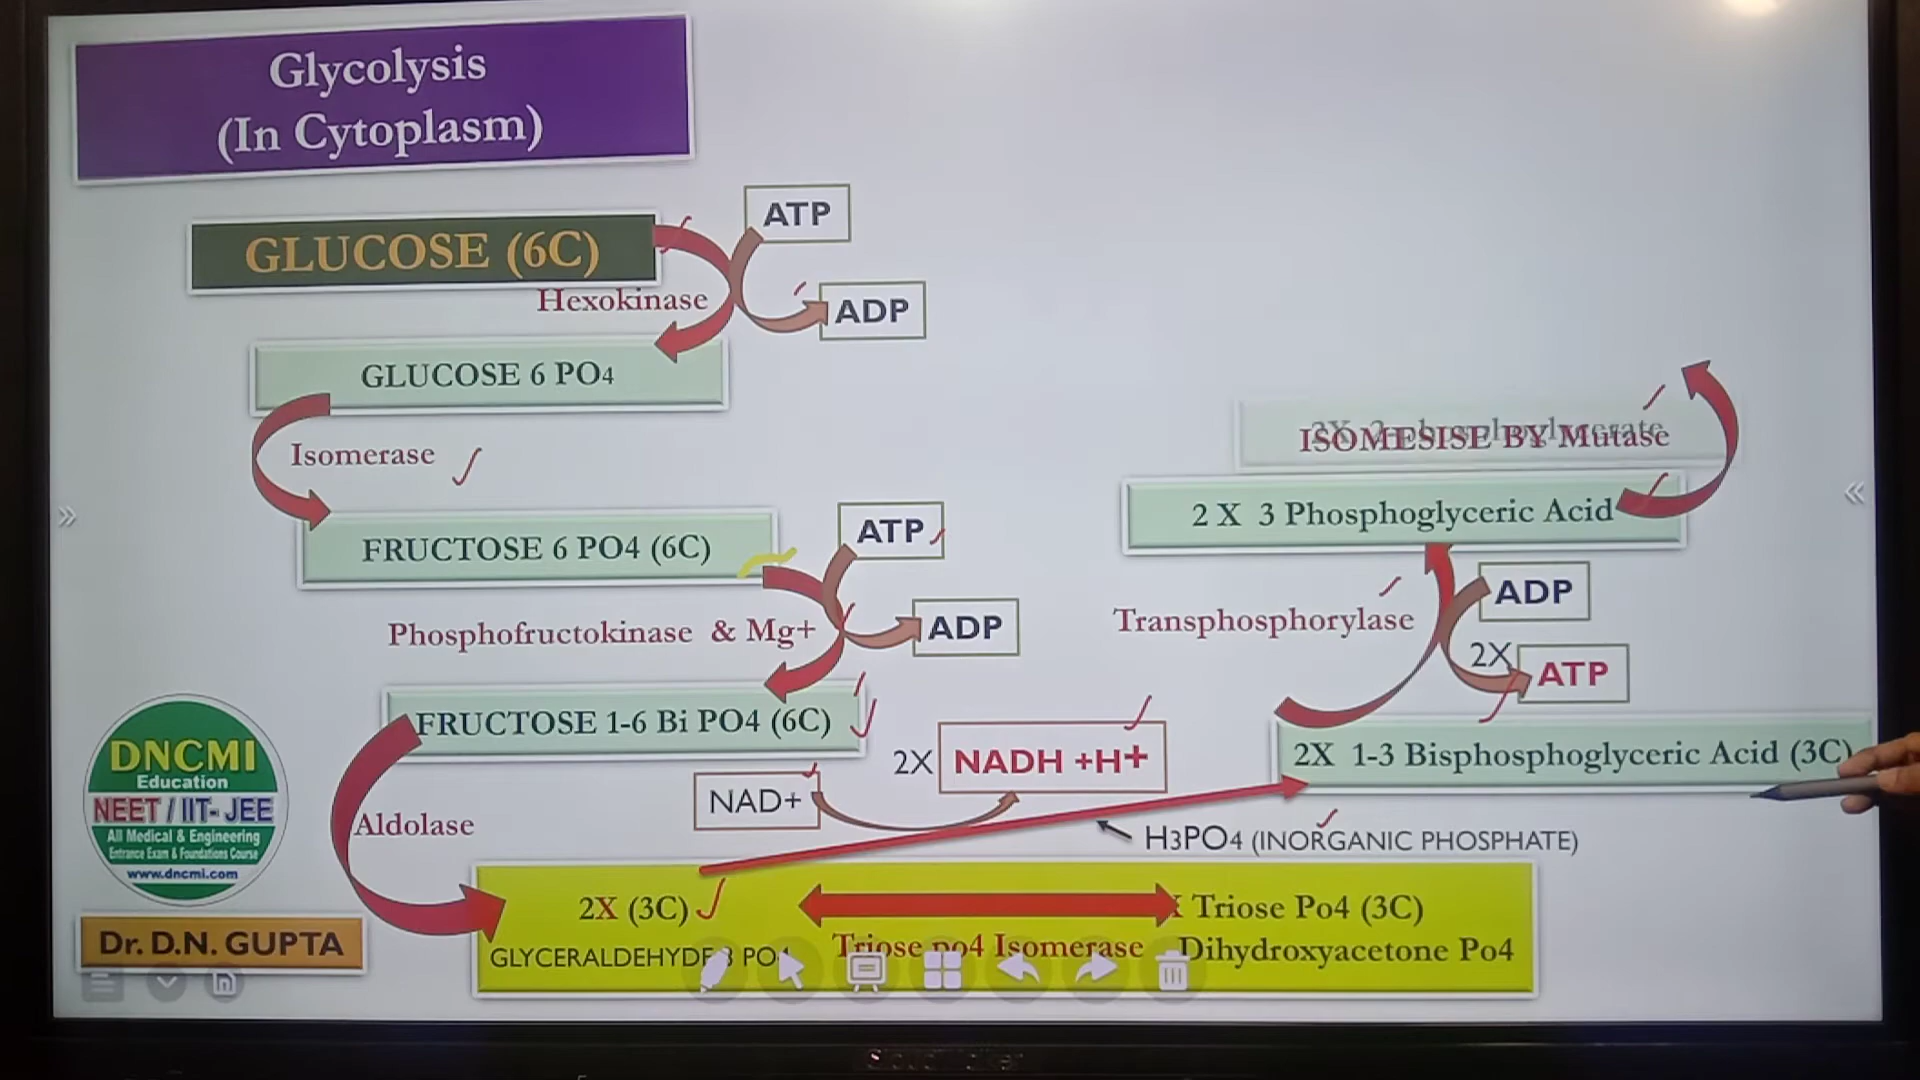 Glycolysis
(In Cytoplasm)
GLUCOSE (6C)
ATP
Hexokinase
ADP
GLUCOSE 6 PO4
Isomerase
FRUCTOSE 6 PO4 (6C)
ATP
Phosphofructokinase & Mg+
ADP
FRUCTOSE 1-6 Bi PO4 (6C)
Aldolase
NAD+
2X NADH +H+
2X (3C)
GLYCERALDEHYDE 3 PO4
Triose po4 Isomerase
Triose Po4 (3C)
Dihydroxyacetone Po4
H3PO4 (INORGANIC PHOSPHATE)
2X 1-3 Bisphosphoglyceric Acid (3C)
Transphosphorylase
ADP
2X
ATP
2 X 3 Phosphoglyceric Acid
ISOMESISE BY Mutase
DNCMI
Education
NEET / IIT- JEE
All Medical & Engineering
Entrance Exam & Foundations Course
www.dncmi.com
Dr. D.N. GUPTA